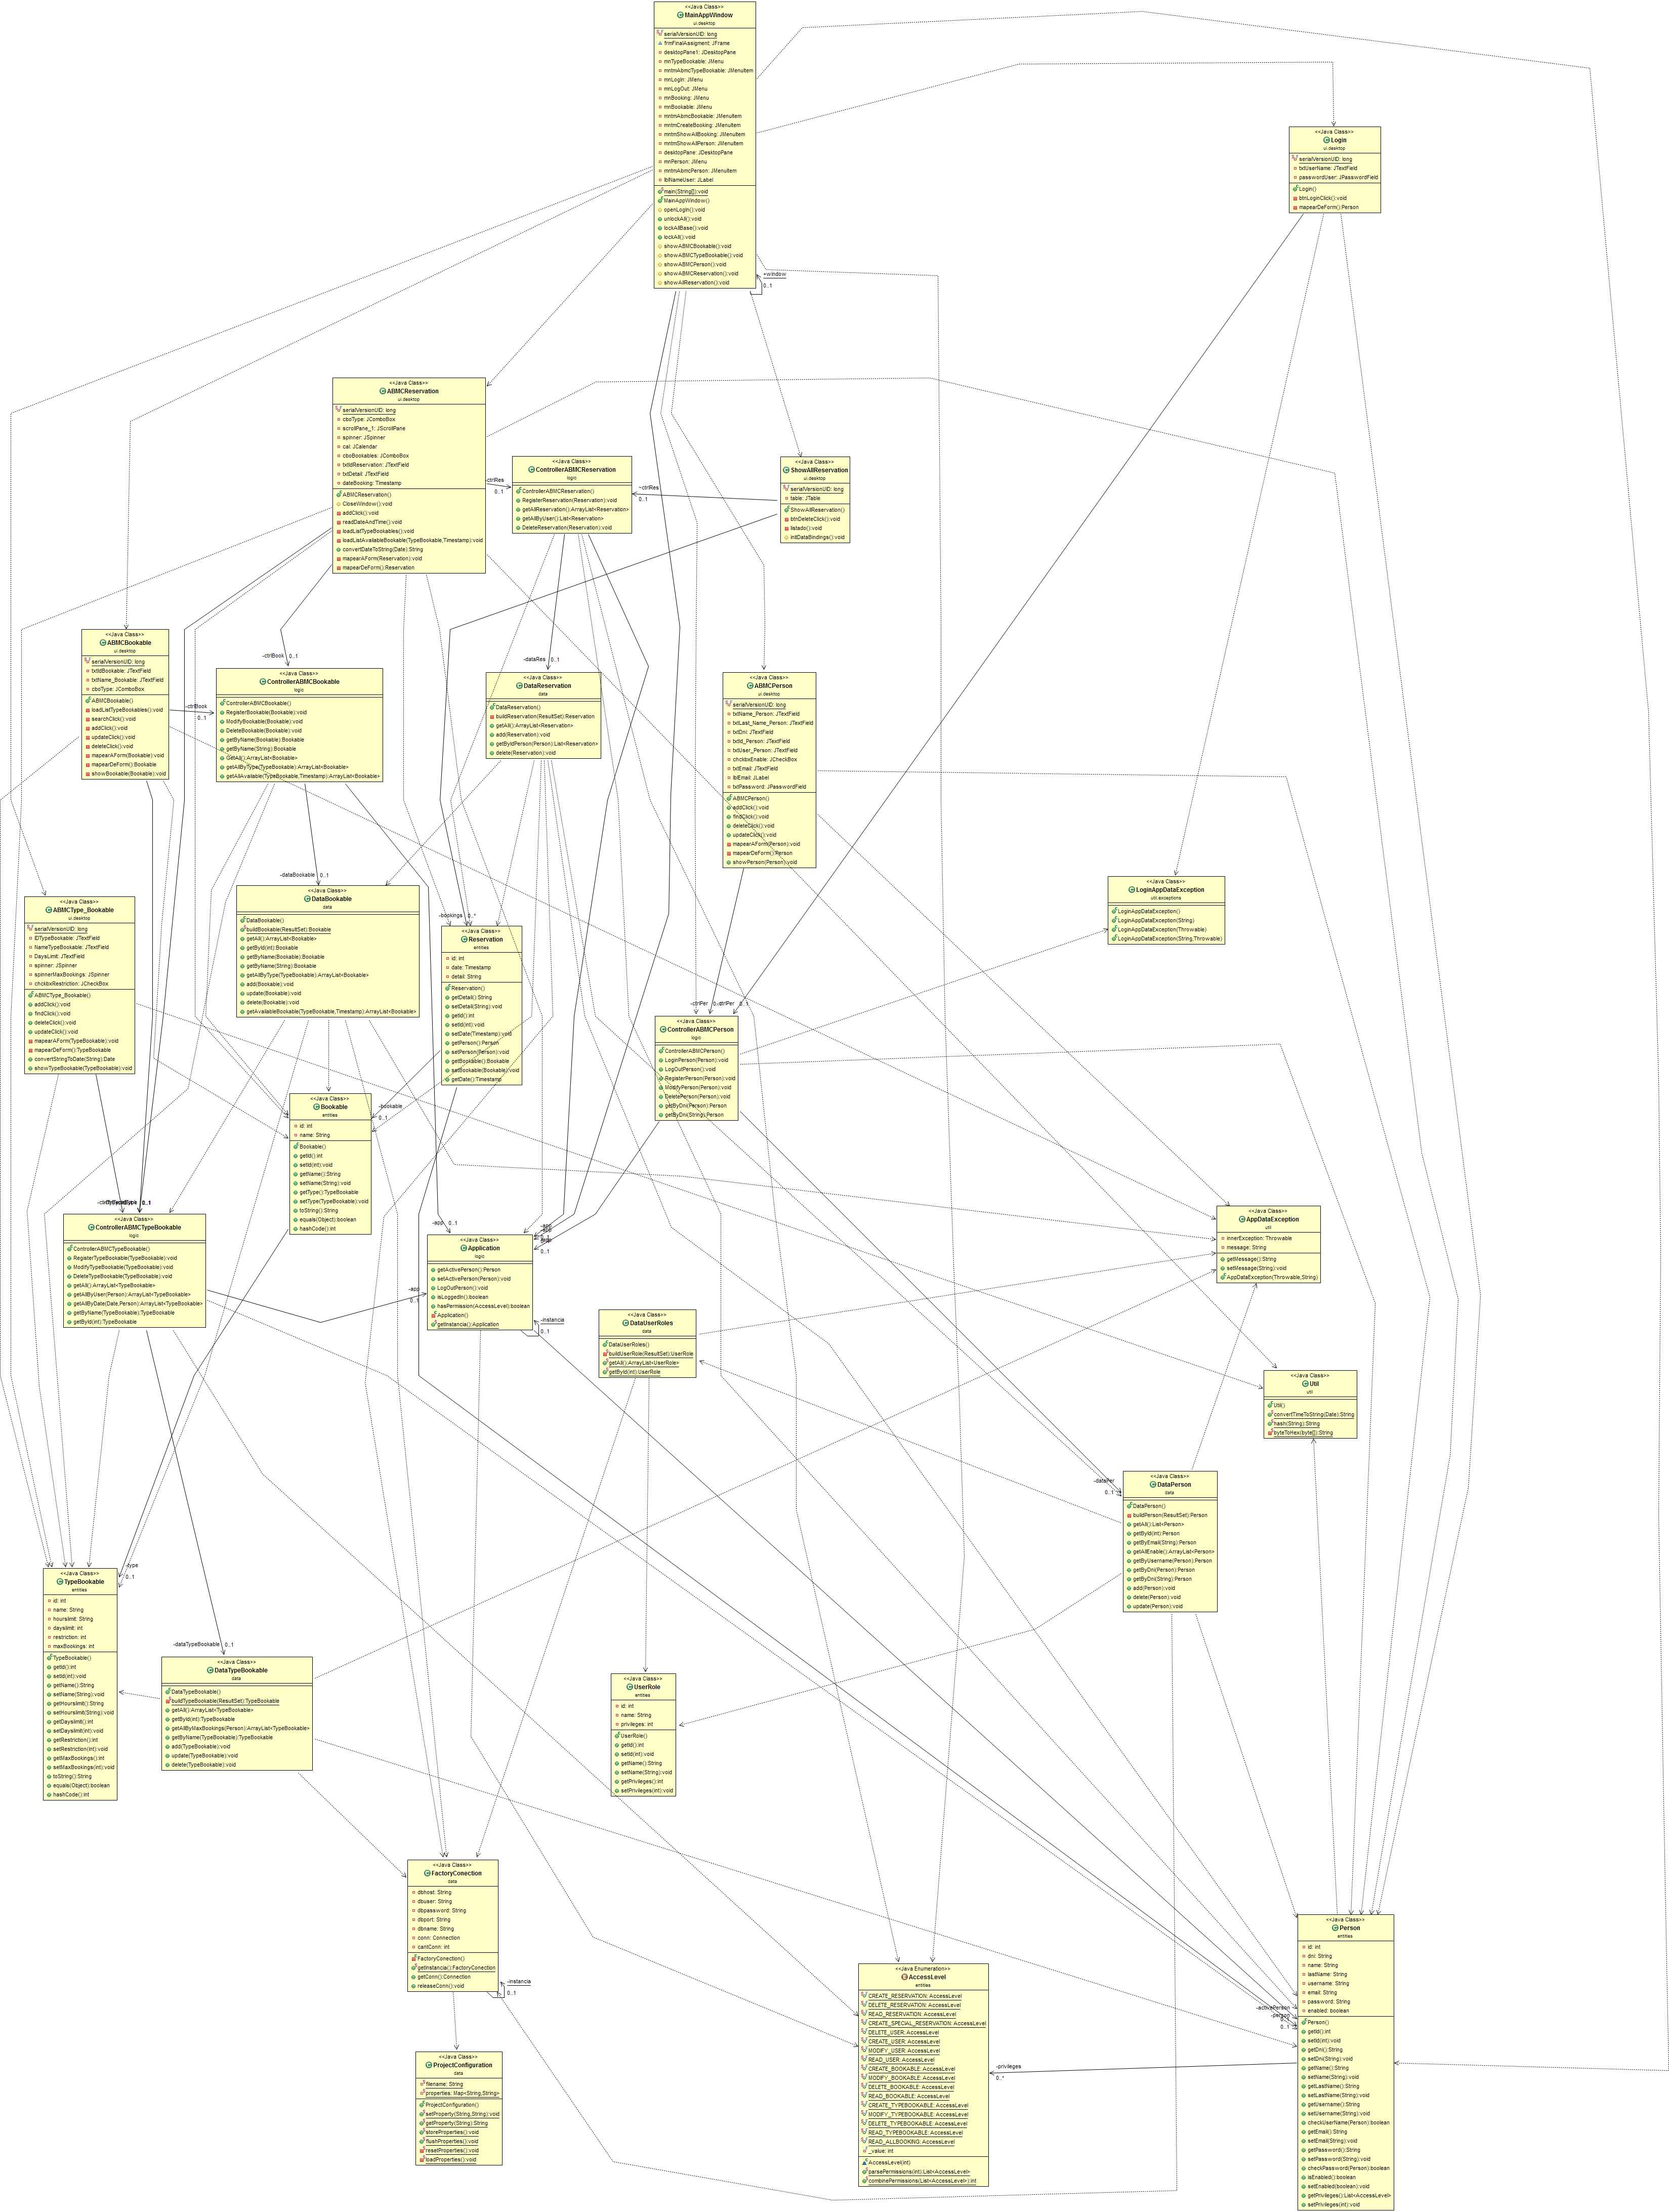 <<Java Class>>
MainAppWindow
ui.desktop
serialVersionUID: long
frmFinalAssigment: JFrame
desktopPane1: JDesktopPane
mnTypeBookable: JMenu
mntmAbmcTypeBookable: JMenuItem
mnLogIn: JMenu
mnLogOut: JMenu
mnBooking: JMenu
mnBookable: JMenu
mntmAbmcBookable: JMenuItem
mntmCreateBooking: JMenuItem
mntmShowAllBooking: JMenuItem
mntmShowAllPerson: JMenuItem
desktopPane: JDesktopPane
mnPerson: JMenu
mntmAbmcPerson: JMenuItem
lblNameUser: JLabel
main(String[]):void
MainAppWindow()
openLogin():void
unlockAll():void
lockAllBase():void
lockAll():void
showABMCBookable():void
showABMCTypeBookable():void
showABMCPerson():void
showABMCReservation():void
showAllReservation():void
+window
0..1
<<Java Class>>
Login
ui.desktop
serialVersionUID: long
txtUserName: JTextField
passwordUser: JPasswordField
Login()
btnLoginClick():void
mapearDeForm():Person
<<Java Class>>
ABMCReservation
ui.desktop
serialVersionUID: long
cboType: JComboBox
scrollPane_1: JScrollPane
spinner: JSpinner
cal: JCalendar
cboBookables: JComboBox
txtIdReservation: JTextField
txtDetail: JTextField
dateBooking: Timestamp
ABMCReservation()
CloseWindow():void
addClick():void
readDateAndTime():void
loadListTypeBookables():void
loadListAvailableBookable(TypeBookable,Timestamp):void
convertDateToString(Date):String
mapearAForm(Reservation):void
mapearDeForm():Reservation
-ctrlRes
0..1
<<Java Class>>
ControllerABMCReservation
logic
ControllerABMCReservation()
RegisterReservation(Reservation):void
getAllReservation():ArrayList<Reservation>
getAllByUser():List<Reservation>
DeleteReservation(Reservation):void
~ctrlRes
0..1
<<Java Class>>
ShowAllReservation
ui.desktop
serialVersionUID: long
table: JTable
ShowAllReservation()
btnDeleteClick():void
listado():void
initDataBindings():void
<<Java Class>>
ABMCBookable
ui.desktop
serialVersionUID: long
txtIdBookable: JTextField
txtName_Bookable: JTextField
cboType: JComboBox
ABMCBookable()
loadListTypeBookables():void
searchClick():void
addClick():void
updateClick():void
deleteClick():void
mapearAForm(Bookable):void
mapearDeForm():Bookable
showBookable(Bookable):void
-ctrlBook
0..1
-ctrlBook
0..1
<<Java Class>>
ControllerABMCBookable
logic
ControllerABMCBookable()
RegisterBookable(Bookable):void
ModifyBookable(Bookable):void
DeleteBookable(Bookable):void
getByName(Bookable):Bookable
getByName(String):Bookable
GetAll():ArrayList<Bookable>
getAllByType(TypeBookable):ArrayList<Bookable>
getAllAvailable(TypeBookable,Timestamp):ArrayList<Bookable>
-dataRes
0..1
<<Java Class>>
DataReservation
data
DataReservation()
buildReservation(ResultSet):Reservation
getAll():ArrayList<Reservation>
add(Reservation):void
getByIdPerson(Person):List<Reservation>
delete(Reservation):void
<<Java Class>>
ABMCPerson
ui.desktop
serialVersionUID: long
txtName_Person: JTextField
txtLast_Name_Person: JTextField
txtDni: JTextField
txtId_Person: JTextField
txtUser_Person: JTextField
chckbxEnable: JCheckBox
txtEmail: JTextField
lblEmail: JLabel
txtPassword: JPasswordField
ABMCPerson()
addClick():void
findClick():void
deleteClick():void
updateClick():void
mapearAForm(Person):void
mapearDeForm():Person
showPerson(Person):void
<<Java Class>>
LoginAppDataException
util.exceptions
LoginAppDataException()
LoginAppDataException(String)
LoginAppDataException(Throwable)
LoginAppDataException(String,Throwable)
<<Java Class>>
ABMCType_Bookable
ui.desktop
serialVersionUID: long
IDTypeBookable: JTextField
NameTypeBookable: JTextField
DaysLimit: JTextField
spinner: JSpinner
spinnerMaxBookings: JSpinner
chckbxRestriction: JCheckBox
ABMCType_Bookable()
addClick():void
findClick():void
deleteClick():void
updateClick():void
mapearAForm(TypeBookable):void
mapearDeForm():TypeBookable
convertStringToDate(String):Date
showTypeBookable(TypeBookable):void
-dataBookable
0..1
<<Java Class>>
DataBookable
data
DataBookable()
buildBookable(ResultSet):Bookable
getAll():ArrayList<Bookable>
getById(int):Bookable
getByName(Bookable):Bookable
getByName(String):Bookable
getAllByType(TypeBookable):ArrayList<Bookable>
add(Bookable):void
update(Bookable):void
delete(Bookable):void
getAvailableBookable(TypeBookable,Timestamp):ArrayList<Bookable>
-bookings
0..*
<<Java Class>>
Reservation
entities
id: int
date: Timestamp
detail: String
Reservation()
getDetail():String
setDetail(String):void
getId():int
setId(int):void
setDate(Timestamp):void
getPerson():Person
setPerson(Person):void
getBookable():Bookable
setBookable(Bookable):void
getDate():Timestamp
-ctrlPer
0..1
<<Java Class>>
ControllerABMCPerson
logic
ControllerABMCPerson()
LoginPerson(Person):void
LogOutPerson():void
RegisterPerson(Person):void
ModifyPerson(Person):void
DeletePerson(Person):void
getByDni(Person):Person
getByDni(String):Person
<<Java Class>>
Bookable
entities
id: int
name: String
Bookable()
getId():int
setId(int):void
getName():String
setName(String):void
getType():TypeBookable
setType(TypeBookable):void
toString():String
equals(Object):boolean
hashCode():int
-bookable
0..1
0..1
<<Java Class>>
ControllerABMCTypeBookable
logic
ControllerABMCTypeBookable()
RegisterTypeBookable(TypeBookable):void
ModifyTypeBookable(TypeBookable):void
DeleteTypeBookable(TypeBookable):void
getAll():ArrayList<TypeBookable>
getAllByUser(Person):ArrayList<TypeBookable>
getAllByDate(Date,Person):ArrayList<TypeBookable>
getByName(TypeBookable):TypeBookable
getById(int):TypeBookable
-app
0..1
-app
0..1
<<Java Class>>
Application
logic
getActivePerson():Person
setActivePerson(Person):void
LogOutPerson():void
isLoggedIn():boolean
hasPermission(AccessLevel):boolean
Application()
getInstancia():Application
0..1
-instancia
0..1
<<Java Class>>
AppDataException
util
innerException: Throwable
message: String
getMessage():String
setMessage(String):void
AppDataException(Throwable,String)
<<Java Class>>
DataUserRoles
data
DataUserRoles()
buildUserRole(ResultSet):UserRole
getAll():ArrayList<UserRole>
getById(int):UserRole
<<Java Class>>
Util
util
Util()
convertTimeToString(Date):String
hash(String):String
byteToHex(byte[]):String
-dataPer
0..1
<<Java Class>>
DataPerson
data
DataPerson()
buildPerson(ResultSet):Person
getAll():List<Person>
getById(int):Person
getByEmail(String):Person
getAllEnable():ArrayList<Person>
getByUsername(Person):Person
getByDni(Person):Person
getByDni(String):Person
add(Person):void
delete(Person):void
update(Person):void
-type
0..1
<<Java Class>>
TypeBookable
entities
id: int
name: String
hourslimit: String
dayslimit: int
restriction: int
maxBookings: int
TypeBookable()
getId():int
setId(int):void
getName():String
setName(String):void
getHourslimit():String
setHourslimit(String):void
getDayslimit():int
setDayslimit(int):void
getRestriction():int
setRestriction(int):void
getMaxBookings():int
setMaxBookings(int):void
toString():String
equals(Object):boolean
hashCode():int
-dataTypeBookable
0..1
<<Java Class>>
DataTypeBookable
data
DataTypeBookable()
buildTypeBookable(ResultSet):TypeBookable
getAll():ArrayList<TypeBookable>
getById(int):TypeBookable
getAllByMaxBookings(Person):ArrayList<TypeBookable>
getByName(TypeBookable):TypeBookable
add(TypeBookable):void
update(TypeBookable):void
delete(TypeBookable):void
<<Java Class>>
UserRole
entities
id: int
name: String
privileges: int
UserRole()
getId():int
setId(int):void
getName():String
setName(String):void
getPrivileges():int
setPrivileges(int):void
<<Java Class>>
FactoryConection
data
dbhost: String
dbuser: String
dbpassword: String
dbport: String
dbname: String
conn: Connection
cantConn: int
FactoryConection()
getInstancia():FactoryConection
getConn():Connection
releaseConn():void
-instancia
0..1
<<Java Class>>
ProjectConfiguration
data
filename: String
properties: Map<String,String>
ProjectConfiguration()
setProperty(String,String):void
getProperty(String):String
storeProperties():void
flushProperties():void
resetProperties():void
loadProperties():void
<<Java Enumeration>>
AccessLevel
entities
CREATE_RESERVATION: AccessLevel
DELETE_RESERVATION: AccessLevel
READ_RESERVATION: AccessLevel
CREATE_SPECIAL_RESERVATION: AccessLevel
DELETE_USER: AccessLevel
CREATE_USER: AccessLevel
MODIFY_USER: AccessLevel
READ_USER: AccessLevel
CREATE_BOOKABLE: AccessLevel
MODIFY_BOOKABLE: AccessLevel
DELETE_BOOKABLE: AccessLevel
READ_BOOKABLE: AccessLevel
CREATE_TYPEBOOKABLE: AccessLevel
MODIFY_TYPEBOOKABLE: AccessLevel
DELETE_TYPEBOOKABLE: AccessLevel
READ_TYPEBOOKABLE: AccessLevel
READ_ALLBOOKING: AccessLevel
_value: int
AccessLevel(int)
parsePermissions(int):List<AccessLevel>
combinePermissions(List<AccessLevel>):int
-privileges
0..*
-activePerson
-person
0..1
<<Java Class>>
Person
entities
id: int
dni: String
name: String
lastName: String
username: String
email: String
password: String
enabled: boolean
Person()
getId():int
setId(int):void
getDni():String
setDni(String):void
getName():String
setName(String):void
getLastName():String
setLastName(String):void
getUsername():String
setUsername(String):void
checkUserName(Person):boolean
getEmail():String
setEmail(String):void
getPassword():String
setPassword(String):void
checkPassword(Person):boolean
isEnabled():boolean
setEnabled(boolean):void
getPrivileges():List<AccessLevel>
setPrivileges(int):void